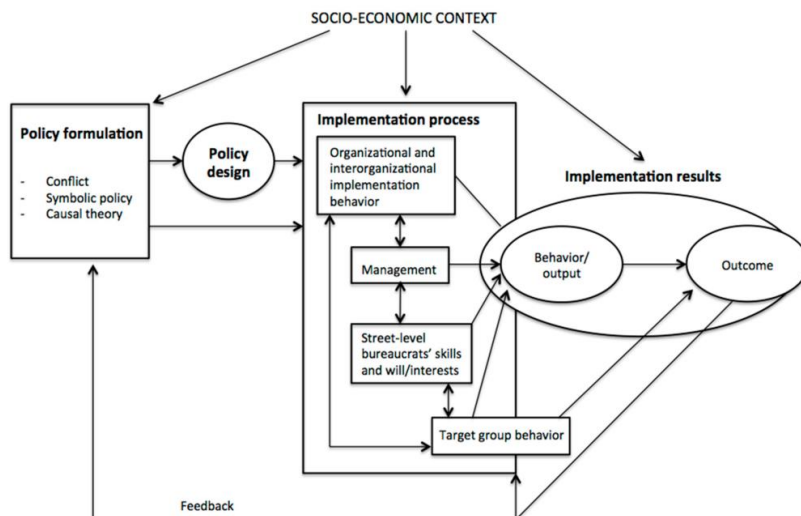 SOCIO-ECONOMIC CONTEXT
Policy formulation
- Conflict
- Symbolic policy
- Causal theory
Policy
design
Implementation process
Organizational and
interorganizational
implementation
behavior
Management
Street-level
bureaucrats' skills
and will/interests
Target group behavior
Implementation results
Behavior/
output
Outcome
Feedback